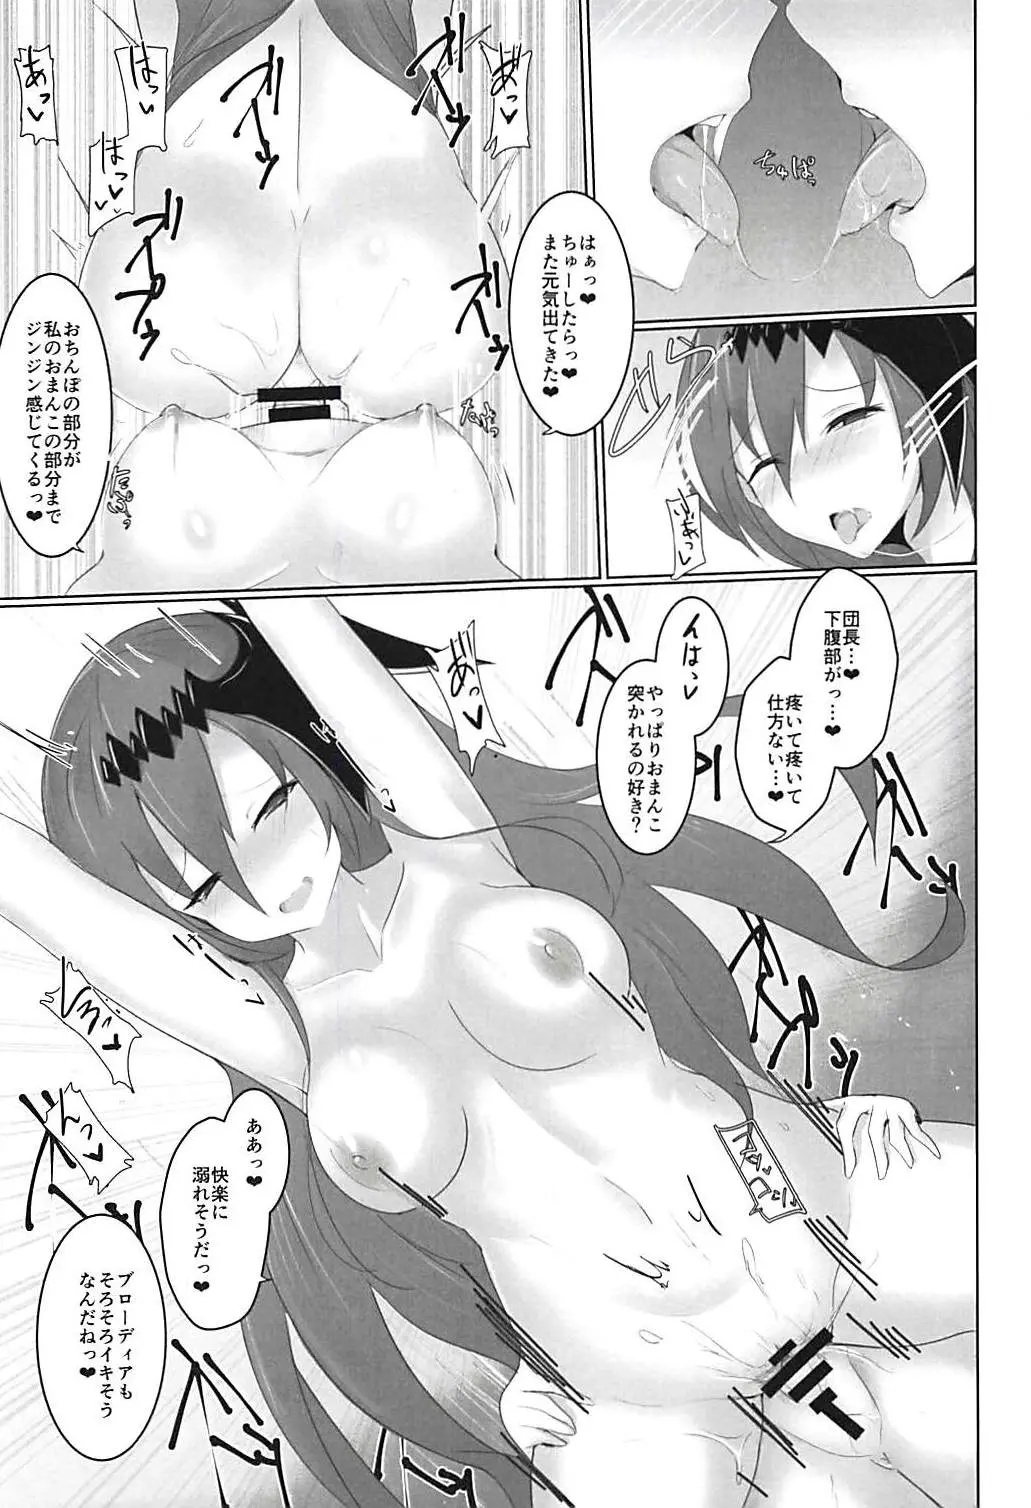 ちゅぱっ
はぁっ♥
ちゅーしたらっ♥
また元気出てきた♥
あっ♥
はっ♥
はっ♥
あっ
おちんぽの部分が
私のおまんこの部分まで
ジンジン感じてくるっ♥
団長…♥
下腹部がっ…♥
疼いて疼いて
仕方ない…♥
んはっ
やっぱりおまんこ
突かれるの好き？
あっ♥
んっ♥
ああっ♥
快楽に
溺れそうだっ♥
ブローディアも
そろそろイキそう
なんだねっ♥